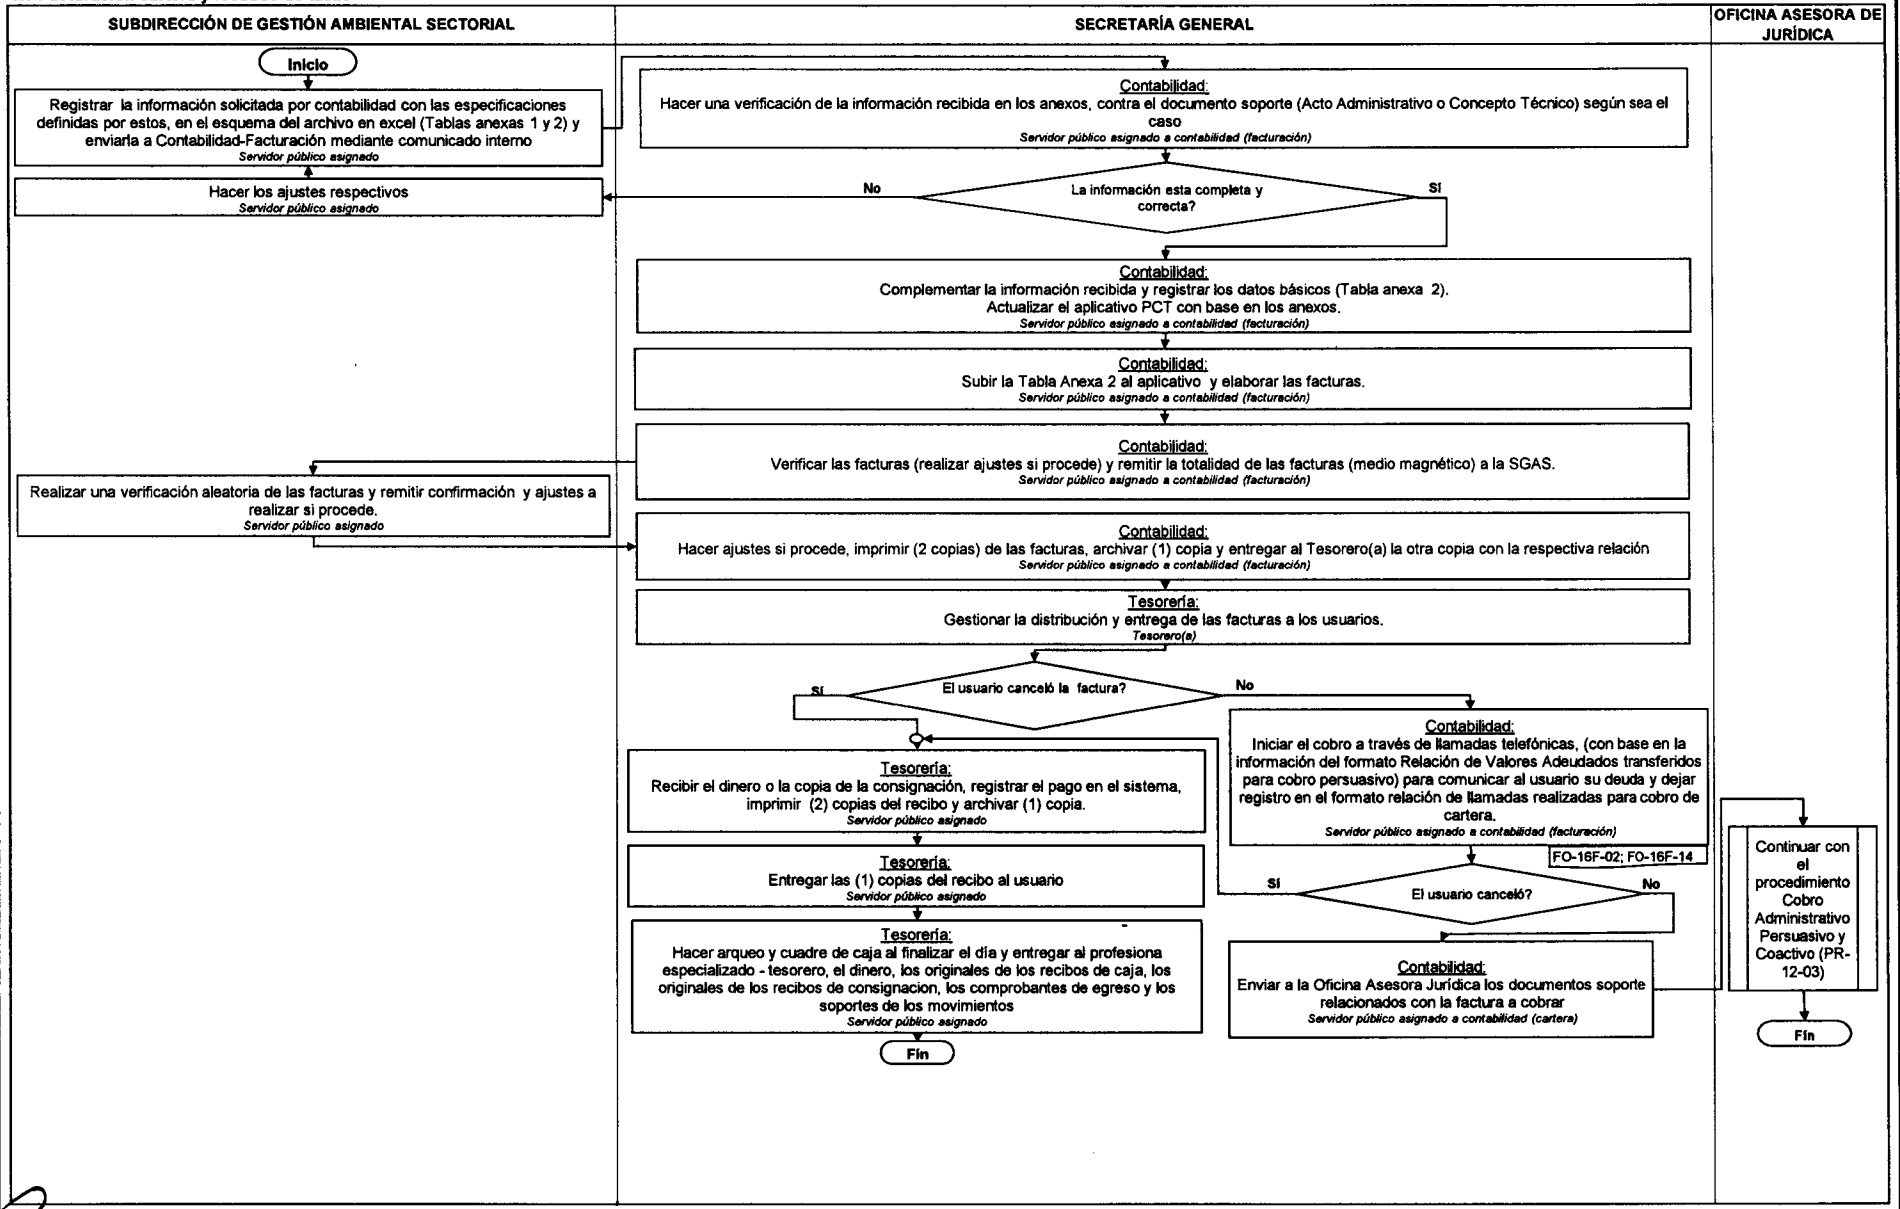 SUBDIRECCIÓN DE GESTIÓN AMBIENTAL SECTORIAL
SECRETARÍA GENERAL
OFICINA ASESORA DE
JURÍDICA
Inicio
Registrar la información solicitada por contabilidad con las especificaciones
definidas por estos, en el esquema del archivo en excel (Tablas anexas 1 y 2) y
enviarla a Contabilidad-Facturación mediante comunicado interno
Servidor público asignado
Contabilidad:
Hacer una verificación de la información recibida en los anexos, contra el documento soporte (Acto Administrativo o Concepto Técnico) según sea el
caso
Servidor público asignado a contabilidad (facturación)
Hacer los ajustes respectivos
Servidor público asignado
No
La información esta completa y
correcta?
Sí
Contabilidad:
Complementar la información recibida y registrar los datos básicos (Tabla anexa 2).
Actualizar el aplicativo PCT con base en los anexos.
Servidor público asignado a contabilidad (facturación)
Contabilidad:
Subir la Tabla Anexa 2 al aplicativo y elaborar las facturas.
Servidor público asignado a contabilidad (facturación)
Contabilidad:
Verificar las facturas (realizar ajustes si procede) y remitir la totalidad de las facturas (medio magnético) a la SGAS.
Servidor público asignado a contabilidad (facturación)
Realizar una verificación aleatoria de las facturas y remitir confirmación y ajustes a
realizar si procede.
Servidor público asignado
Contabilidad:
Hacer ajustes si procede, imprimir (2 copias) de las facturas, archivar (1) copia y entregar al Tesorero(a) la otra copia con la respectiva relación
Servidor público asignado a contabilidad (facturación)
Tesorería:
Gestionar la distribución y entrega de las facturas a los usuarios.
Tesorero(a)
Sí
El usuario canceló la factura?
No
Tesorería:
Recibir el dinero o la copia de la consignación, registrar el pago en el sistema,
imprimir (2) copias del recibo y archivar (1) copia.
Servidor público asignado
Tesorería:
Entregar las (1) copias del recibo al usuario
Servidor público asignado
Tesorería:
Hacer arqueo y cuadre de caja al finalizar el día y entregar al profesiona
especializado - tesorero, el dinero, los originales de los recibos de caja, los
originales de los recibos de consignacion, los comprobantes de egreso y los
soportes de los movimientos
Servidor público asignado
Fín
Contabilidad:
Iniciar el cobro a través de llamadas telefónicas, (con base en la
información del formato Relación de Valores Adeudados transferidos
para cobro persuasivo) para comunicar al usuario su deuda y dejar
registro en el formato relación de llamadas realizadas para cobro de
cartera.
Servidor público asignado a contabilidad (facturación)
FO-16F-02; FO-16F-14
Sí
El usuario canceló?
No
Contabilidad:
Enviar a la Oficina Asesora Jurídica los documentos soporte
relacionados con la factura a cobrar
Servidor público asignado a contabilidad (cartera)
Continuar con
el
procedimiento
Cobro
Administrativo
Persuasivo y
Coactivo (PR-
12-03)
Fín